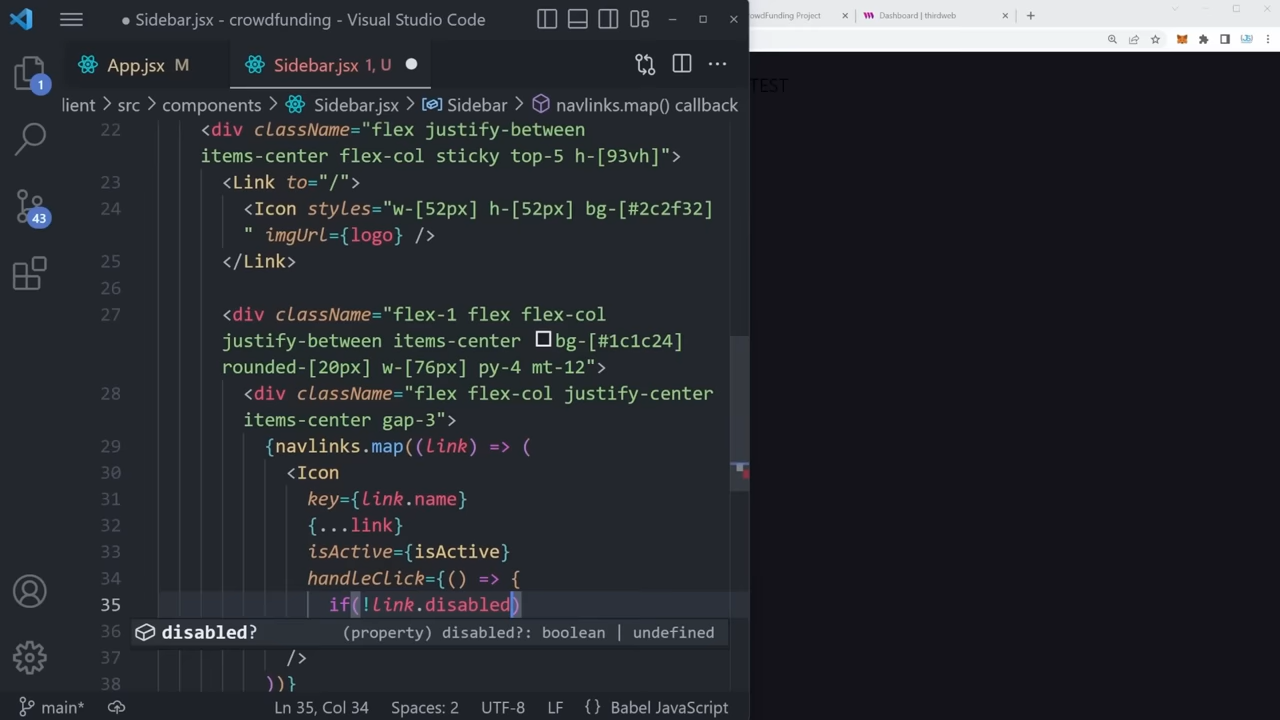 Sidebar.jsx - crowdfunding - Visual Studio Code
owdFunding Project
Dashboard | thirdweb
App.jsx M
Sidebar.jsx 1, U
lient > src > components > Sidebar.jsx > Sidebar > navlinks.map() callback
TEST
1
43
22 <div className="flex justify-between
items-center flex-col sticky top-5 h-[93vh]">
23 <Link to="/">
24 <Icon styles="w-[52px] h-[52px] bg-[#2c2f32]
" imgUrl={logo} />
25 </Link>
26
27 <div className="flex-1 flex flex-col
justify-between items-center bg-[#1c1c24]
rounded-[20px] w-[76px] py-4 mt-12">
28 <div className="flex flex-col justify-center
items-center gap-3">
29 {navlinks.map((link) => (
30 <Icon
31 key={link.name}
32 {...link}
33 isActive={isActive}
34 handleClick={() => {
35 if(!link.disabled)
36 disabled? (property) disabled?: boolean | undefined
37 />
38 ))}
main* Ln 35, Col 34 Spaces: 2 UTF-8 LF {} Babel JavaScript